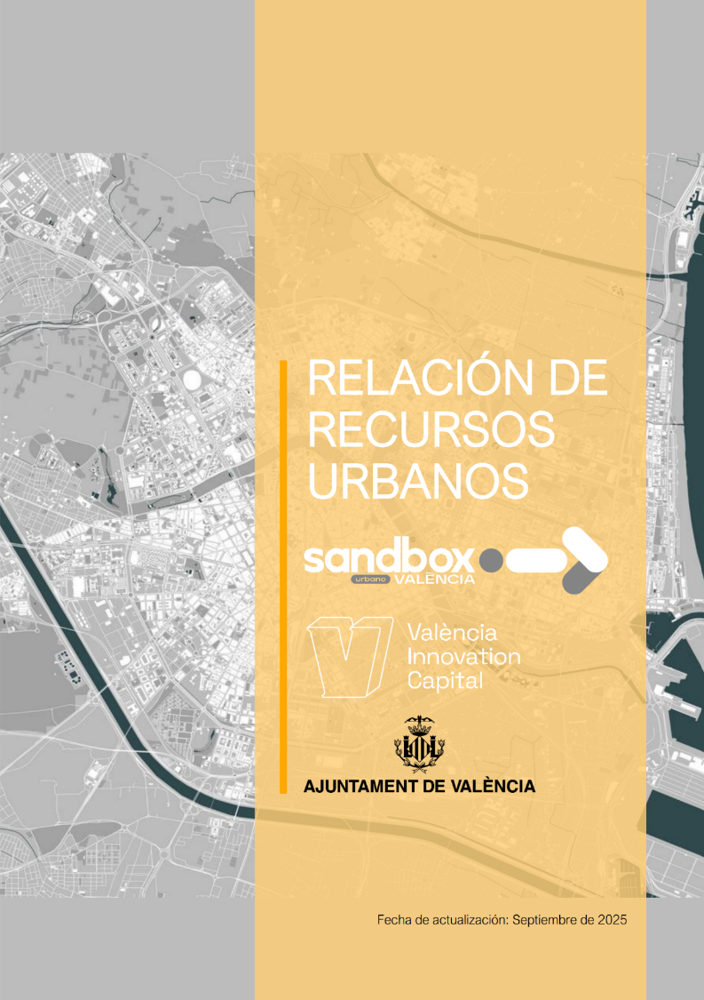 RELACIÓN DE
RECURSOS
URBANOS
sandbox
urbano VALÈNCIA
València
Innovation
Capital
AJUNTAMENT DE VALÈNCIA
Fecha de actualización: Septiembre de 2025